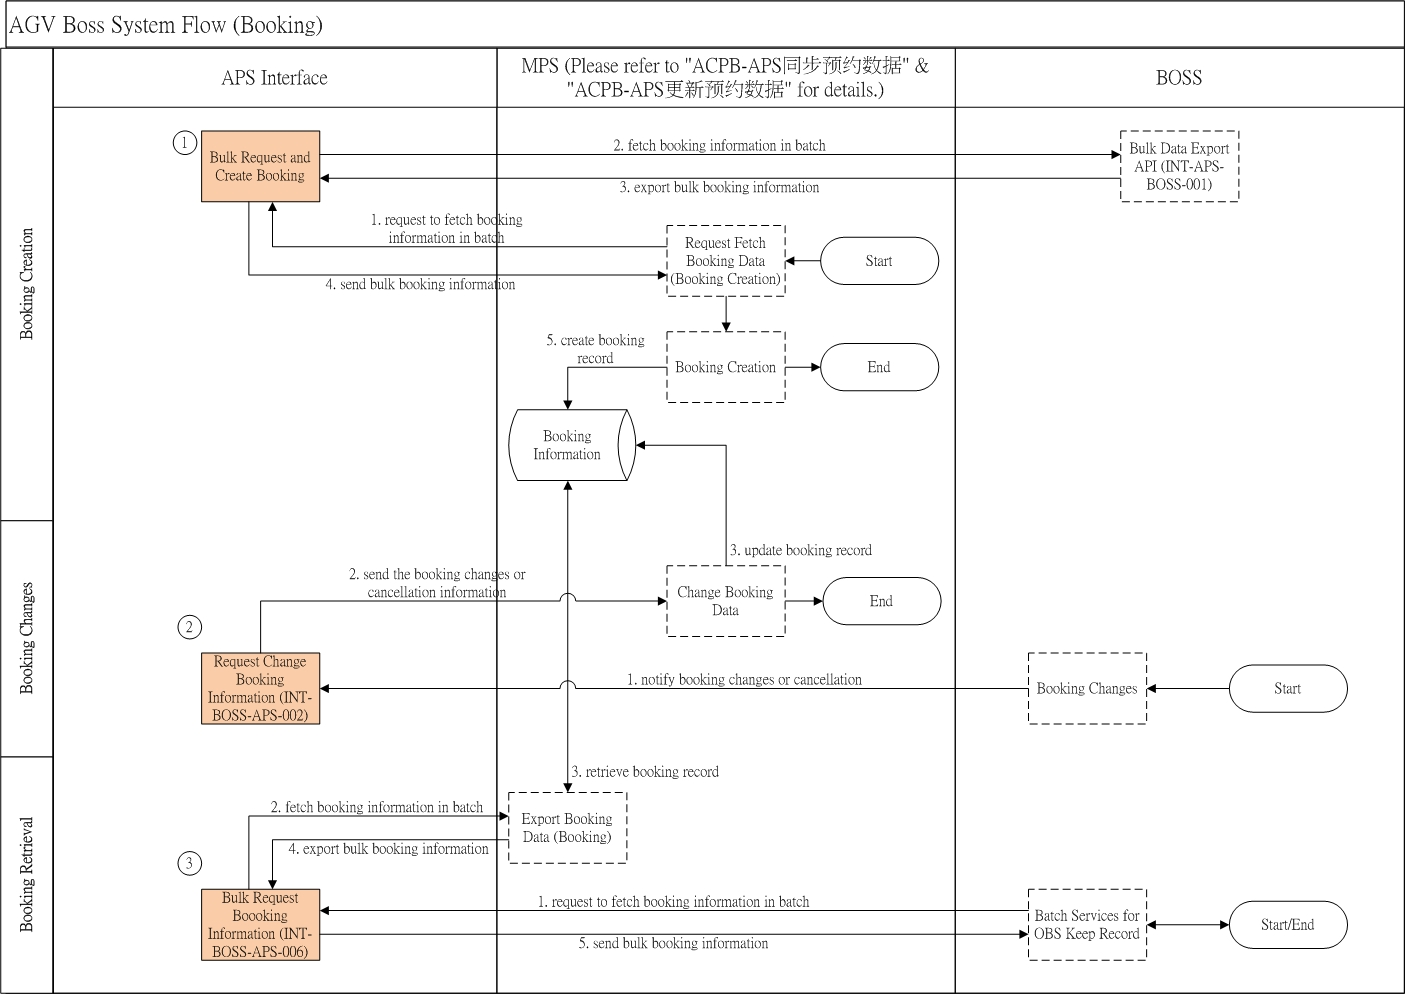 AGV Boss System Flow (Booking)
APS Interface
MPS (Please refer to "ACPB-APS同步预约数据" &
"ACPB-APS更新预约数据" for details.)
BOSS
Booking Creation
1
Bulk Request and
Create Booking
2. fetch booking information in batch
3. export bulk booking information
Bulk Data Export
API (INT-APS-
BOSS-001)
1. request to fetch booking
information in batch
4. send bulk booking information
Request Fetch
Booking Data
(Booking Creation)
Start
5. create booking
record
Booking Creation
End
Booking
Information
Booking Changes
3. update booking record
2. send the booking changes or
cancellation information
Change Booking
Data
End
2
Request Change
Booking
Information (INT-
BOSS-APS-002)
1. notify booking changes or cancellation
Booking Changes
Start
Booking Retrieval
3. retrieve booking record
2. fetch booking information in batch
4. export bulk booking information
Export Booking
Data (Booking)
3
Bulk Request
Boooking
Information (INT-
BOSS-APS-006)
1. request to fetch booking information in batch
5. send bulk booking information
Batch Services for
OBS Keep Record
Start/End